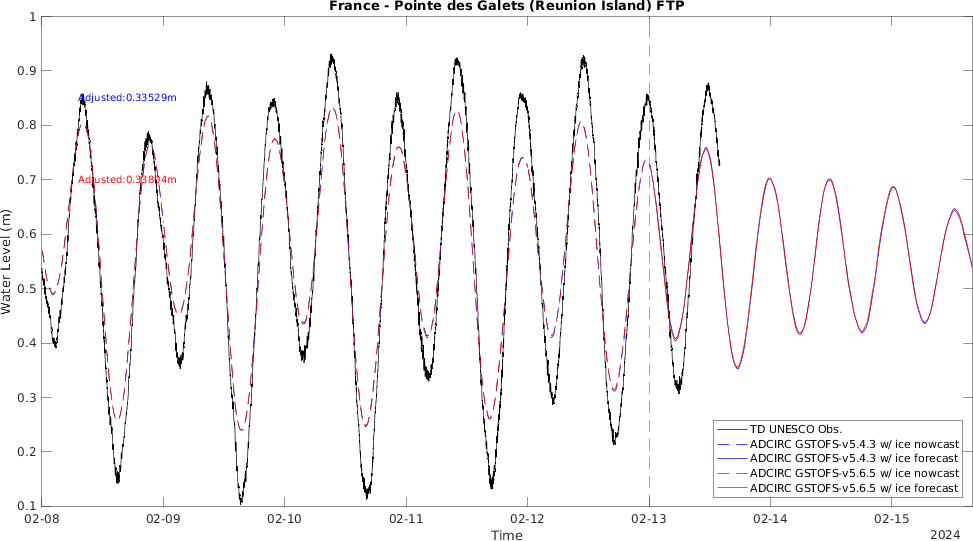 France - Pointe des Galets (Reunion Island) FTP
1
0.9
0.8
0.7
0.6
0.5
0.4
0.3
0.2
0.1
Water Level (m)
Adjusted:0.33529m
Adjusted:0.33804m
TD UNESCO Obs.
ADCIRC GSTOFS-v5.4.3 w/ ice nowcast
ADCIRC GSTOFS-v5.4.3 w/ ice forecast
ADCIRC GSTOFS-v5.6.5 w/ ice nowcast
ADCIRC GSTOFS-v5.6.5 w/ ice forecast
02-08 02-09 02-10 02-11 02-12 02-13 02-14 02-15
Time
2024